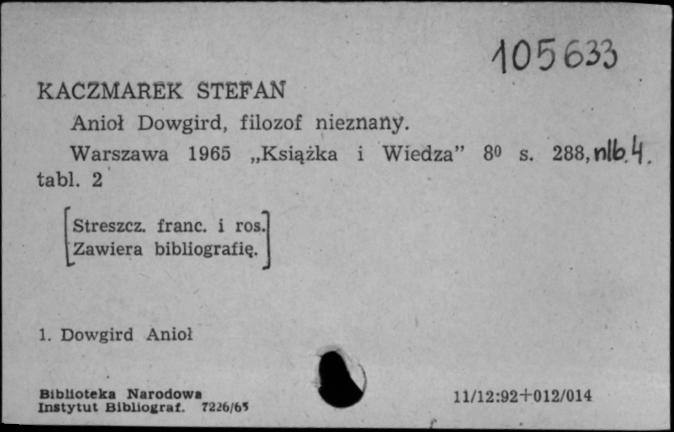 105633
KACZMAREK STEFAN
Anioł Dowgird, filozof nieznany.
Warszawa 1965 „Książka i Wiedza” 8⁰ s. 288, nlb. 4.
tabl. 2
[Streszcz. franc. i ros.
Zawiera bibliografię.]
1. Dowgird Anioł
Biblioteka Narodowa
Instytut Bibliograf. 7226/65
11/12:92+012/014